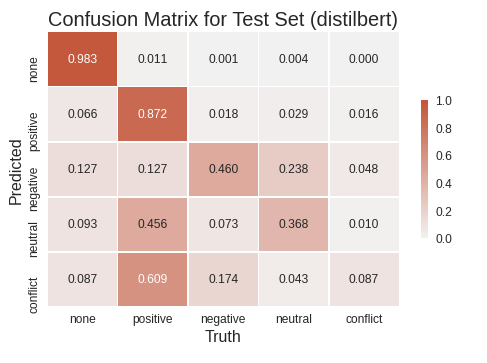 Confusion Matrix for Test Set (distilbert)
none 0.983 0.011 0.001 0.004 0.000
positive 0.066 0.872 0.018 0.029 0.016
negative 0.127 0.127 0.460 0.238 0.048
neutral 0.093 0.456 0.073 0.368 0.010
conflict 0.087 0.609 0.174 0.043 0.087
Predicted
none positive negative neutral conflict
Truth
1.0
0.8
0.6
0.4
0.2
0.0